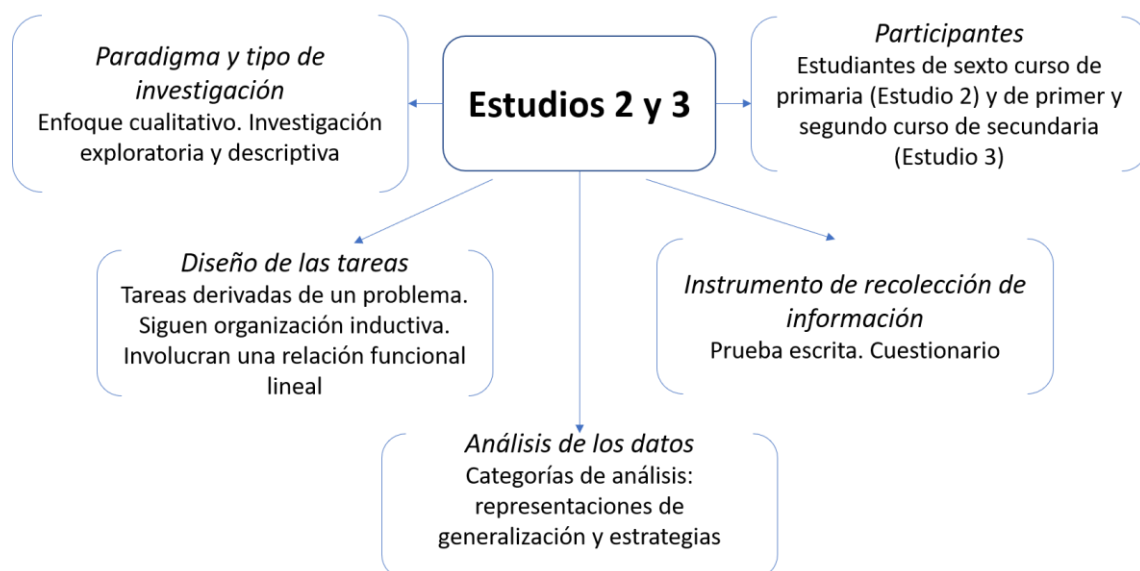 Paradigma y tipo de
investigación
Enfoque cualitativo. Investigación
exploratoria y descriptiva
Estudios 2 y 3
Participantes
Estudiantes de sexto curso de
primaria (Estudio 2) y de primer y
segundo curso de secundaria
(Estudio 3)
Diseño de las tareas
Tareas derivadas de un problema.
Siguen organización inductiva.
Involucran una relación funcional
lineal
Instrumento de recolección de
información
Prueba escrita. Cuestionario
Análisis de los datos
Categorías de análisis:
representaciones de
generalización y estrategias